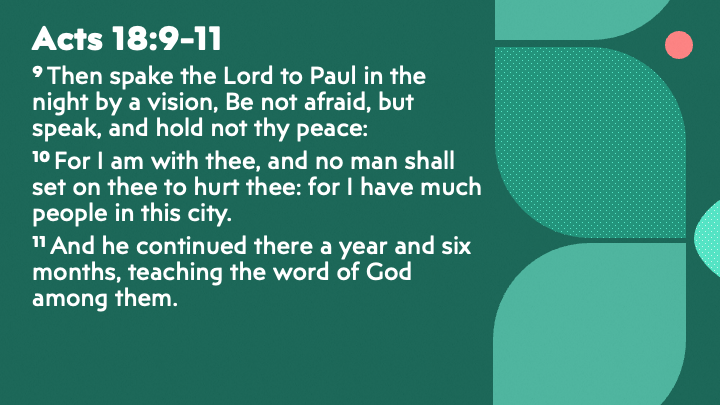 Acts 18:9-11
⁹ Then spake the Lord to Paul in the
night by a vision, Be not afraid, but
speak, and hold not thy peace:
¹⁰ For I am with thee, and no man shall
set on thee to hurt thee: for I have much
people in this city.
¹¹ And he continued there a year and six
months, teaching the word of God
among them.